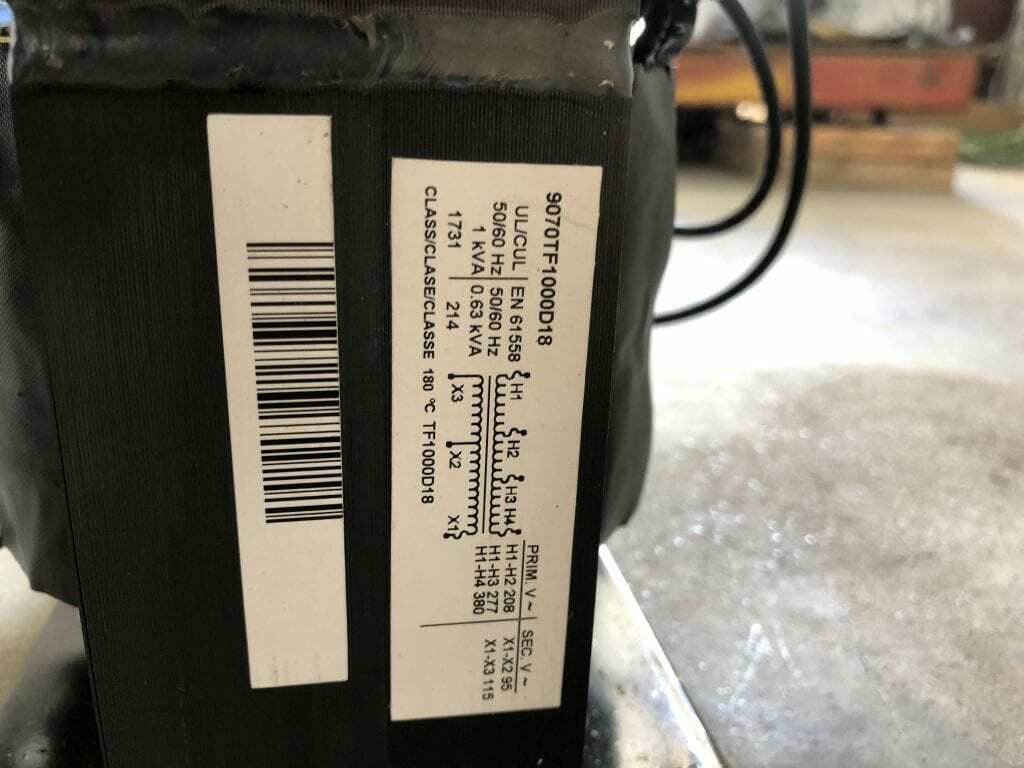 9070TF1000D18
UL/CUL EN 61558
50/60 Hz 50/60 Hz
1 kVA 0.63 kVA
1731 214
CLASS/CLASE/CLASSE 180 °C TF1000D18
H1 H2 H3 H4
X3 X2 X1
PRIM. V ~ SEC. V ~
H1-H2 208 X1-X2 95
H1-H3 277 X1-X3 115
H1-H4 380